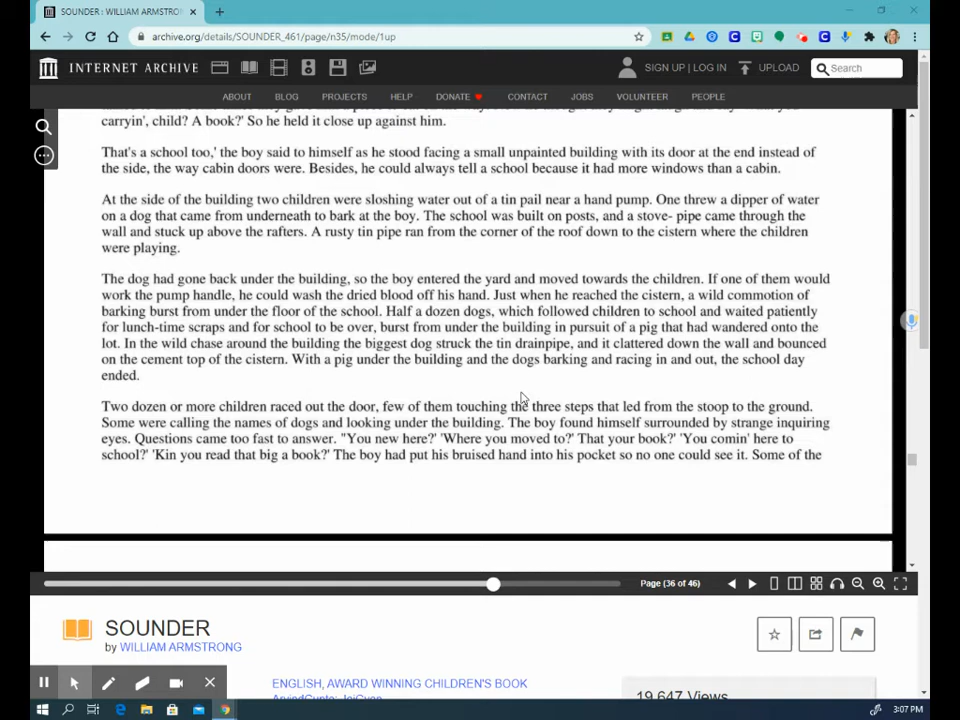 SOUNDER : WILLIAM ARMSTRO
archive.org/details/SOUNDER_461/page/n35/mode/1up
INTERNET ARCHIVE
SIGN UP | LOG IN
UPLOAD
Search
ABOUT BLOG PROJECTS HELP DONATE CONTACT JOBS VOLUNTEER PEOPLE
carryin', child? A book?' So he held it close up against him.
That's a school too,' the boy said to himself as he stood facing a small unpainted building with its door at the end instead of
the side, the way cabin doors were. Besides, he could always tell a school because it had more windows than a cabin.
At the side of the building two children were sloshing water out of a tin pail near a hand pump. One threw a dipper of water
on a dog that came from underneath to bark at the boy. The school was built on posts, and a stove- pipe came through the
wall and stuck up above the rafters. A rusty tin pipe ran from the corner of the roof down to the cistern where the children
were playing.
The dog had gone back under the building, so the boy entered the yard and moved towards the children. If one of them would
work the pump handle, he could wash the dried blood off his hand. Just when he reached the cistern, a wild commotion of
barking burst from under the floor of the school. Half a dozen dogs, which followed children to school and waited patiently
for lunch-time scraps and for school to be over, burst from under the building in pursuit of a pig that had wandered onto the
lot. In the wild chase around the building the biggest dog struck the tin drainpipe, and it clattered down the wall and bounced
on the cement top of the cistern. With a pig under the building and the dogs barking and racing in and out, the school day
ended.
Two dozen or more children raced out the door, few of them touching the three steps that led from the stoop to the ground.
Some were calling the names of dogs and looking under the building. The boy found himself surrounded by strange inquiring
eyes. Questions came too fast to answer. "You new here?' 'Where you moved to?' That your book?' 'You comin' here to
school?' 'Kin you read that big a book?' The boy had put his bruised hand into his pocket so no one could see it. Some of the
Page (36 of 46)
SOUNDER
by WILLIAM ARMSTRONG
ENGLISH, AWARD WINNING CHILDREN'S BOOK
19,647 Views
3:07 PM